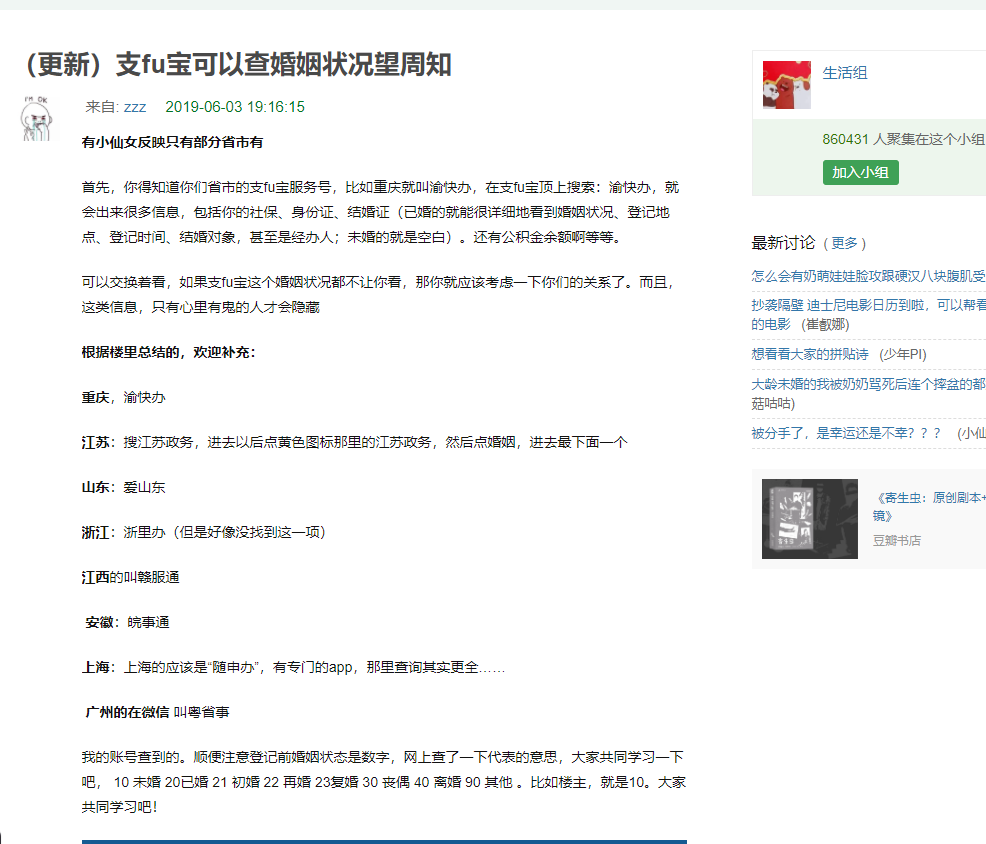 （更新）支fu宝可以查婚姻状况望周知
I'M OK
来自: zzz 2019-06-03 19:16:15
有小仙女反映只有部分省市有
首先，你得知道你们省市的支fu宝服务号，比如重庆就叫渝快办，在支fu宝顶上搜索：渝快办，就
会出来很多信息，包括你的社保、身份证、结婚证（已婚的就能很详细地看到婚姻状况、登记地
点、登记时间、结婚对象，甚至是经办人；未婚的就是空白）。还有公积金余额啊等等。
可以交换着看，如果支fu宝这个婚姻状况都不让你看，那你就应该考虑一下你们的关系了。而且，
这类信息，只有心里有鬼的人才会隐藏
根据楼里总结的，欢迎补充：
重庆，渝快办
江苏：搜江苏政务，进去以后点黄色图标那里的江苏政务，然后点婚姻，进去最下面一个
山东：爱山东
浙江：浙里办（但是好像没找到这一项）
江西的叫赣服通
安徽：皖事通
上海：上海的应该是“随申办”，有专门的app，那里查询其实更全……
广州的在微信 叫粤省事
我的账号查到的。顺便注意登记前婚姻状态是数字，网上查了一下代表的意思，大家共同学习一下
吧， 10 未婚 20已婚 21 初婚 22 再婚 23复婚 30 丧偶 40 离婚 90 其他 。比如楼主，就是10。大家
共同学习吧！
生活组
860431 人聚集在这个小组
加入小组
最新讨论 （ 更多 ）
怎么会有奶萌娃娃脸攻跟硬汉八块腹肌受
抄袭隔壁 迪士尼电影日历到啦，可以帮看
的电影 (崔叡娜)
想看看大家的拼贴诗 (少年PI)
大龄未婚的我被奶奶骂死后连个摔盆的都
菇咕咕)
被分手了，是幸运还是不幸？？？ (小仙
《寄生虫：原创剧本+
镜》
豆瓣书店